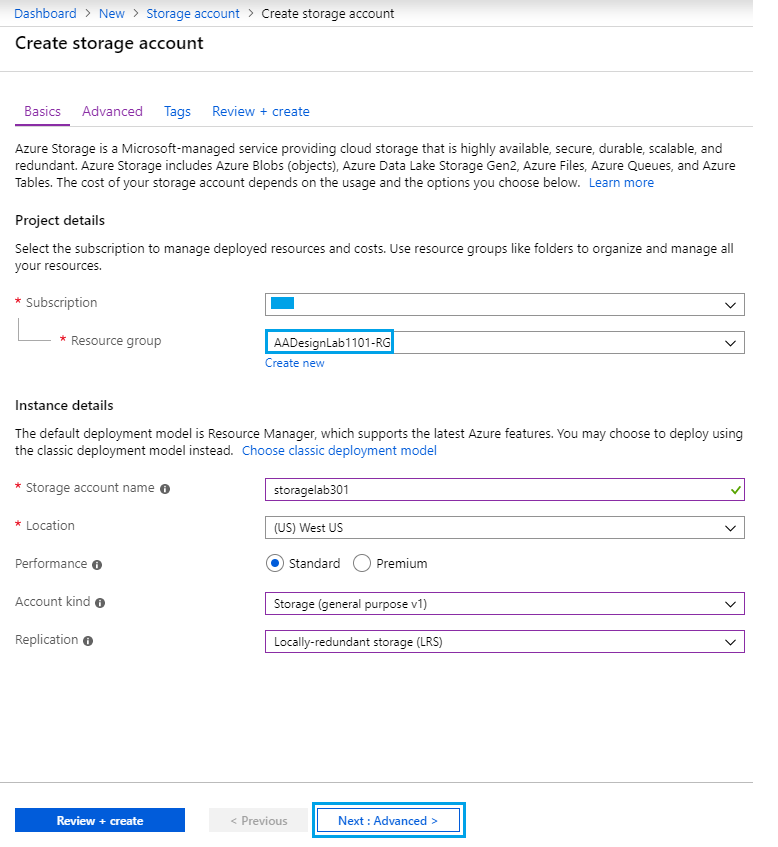 Dashboard > New > Storage account > Create storage account
Create storage account
Basics Advanced Tags Review + create
Azure Storage is a Microsoft-managed service providing cloud storage that is highly available, secure, durable, scalable, and
redundant. Azure Storage includes Azure Blobs (objects), Azure Data Lake Storage Gen2, Azure Files, Azure Queues, and Azure
Tables. The cost of your storage account depends on the usage and the options you choose below. Learn more
Project details
Select the subscription to manage deployed resources and costs. Use resource groups like folders to organize and manage all
your resources.
* Subscription
* Resource group AADesignLab1101-RG
Create new
Instance details
The default deployment model is Resource Manager, which supports the latest Azure features. You may choose to deploy using
the classic deployment model instead. Choose classic deployment model
* Storage account name storagelab301
* Location (US) West US
Performance Standard Premium
Account kind Storage (general purpose v1)
Replication Locally-redundant storage (LRS)
Review + create < Previous Next : Advanced >